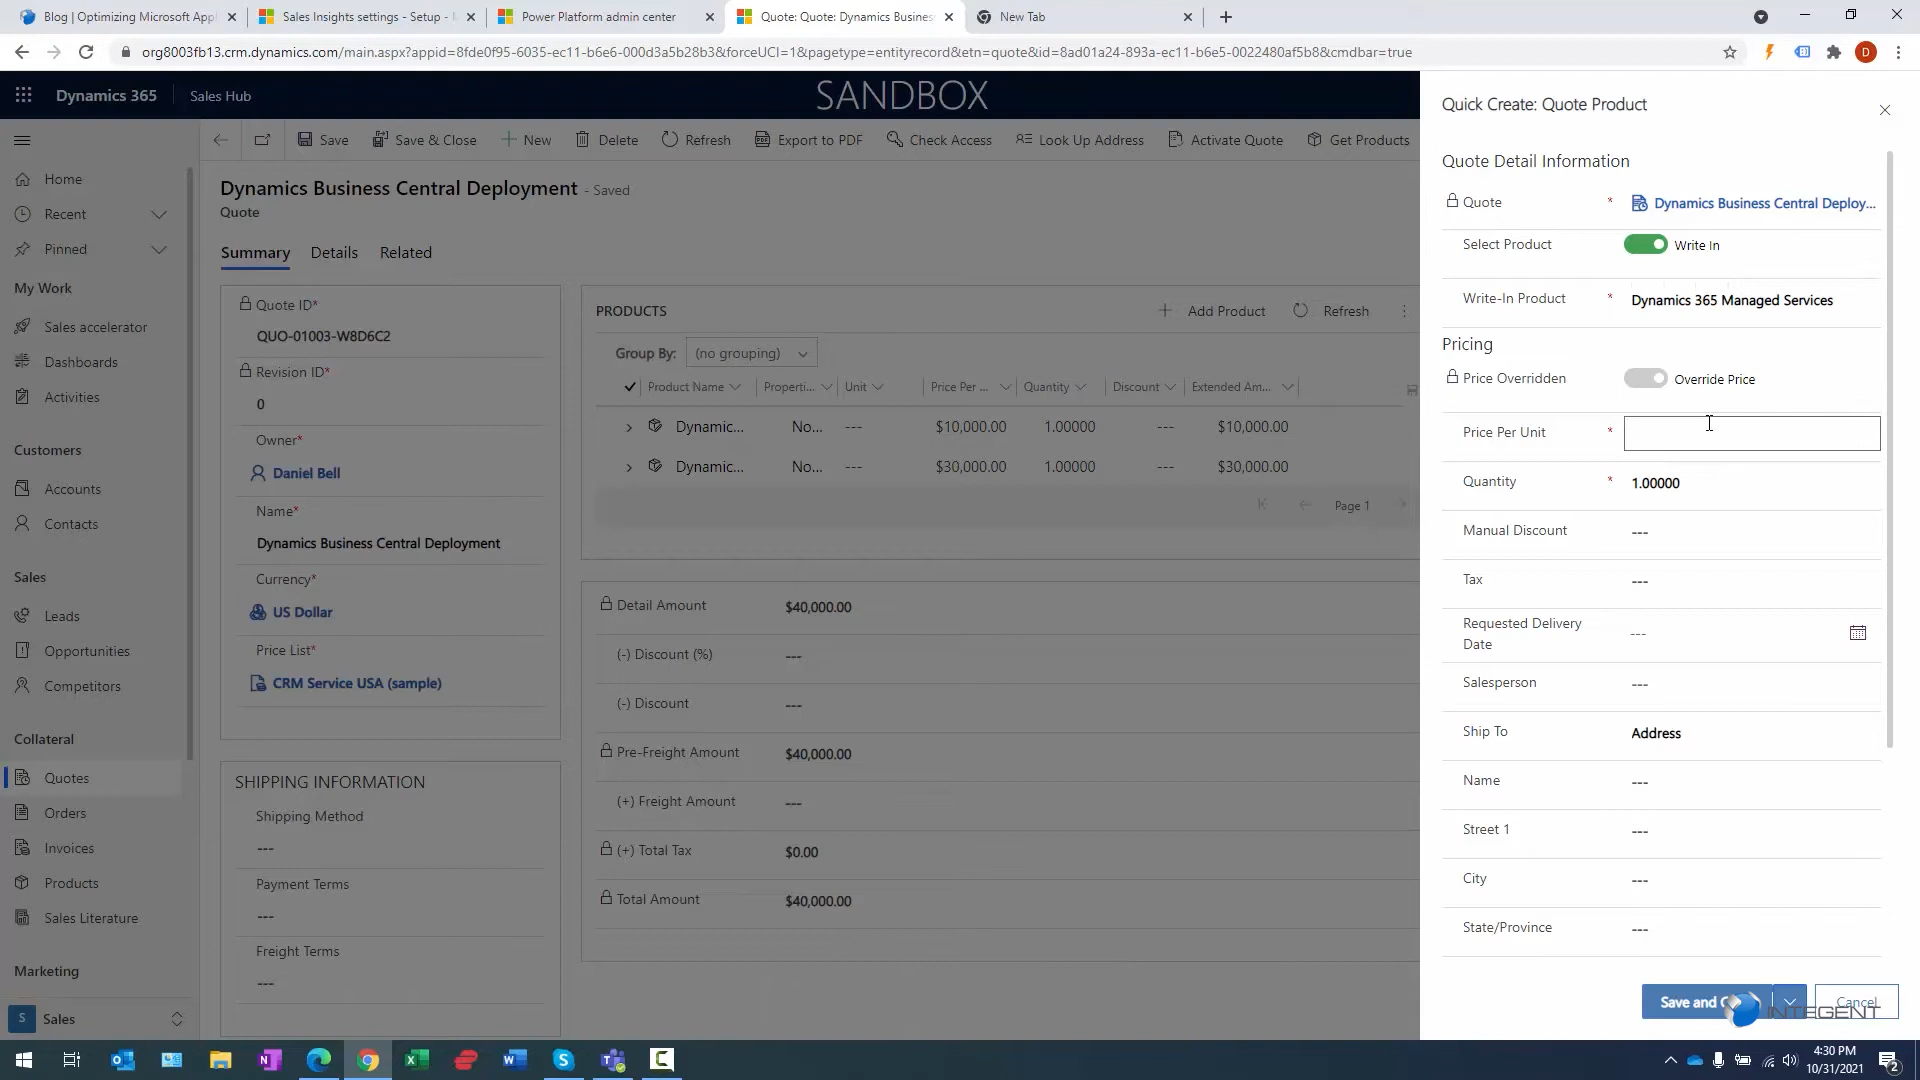 Blog | Optimizing Microsoft Appl
Sales Insights settings - Setup -
Power Platform admin center
Quote: Quote: Dynamics Busines
New Tab
org8003fb13.crm.dynamics.com/main.aspx?appid=8fde0f95-6035-ec11-b6e6-000d3a5b28b3&forceUCI=1&pagetype=entityrecord&etn=quote&id=8ad01a24-893a-ec11-b6e5-0022480af5b8&cmdbar=true
D
Dynamics 365
Sales Hub
SANDBOX
Save
Save & Close
New
Delete
Refresh
Export to PDF
Check Access
Look Up Address
Activate Quote
Get Products
Home
Recent
Pinned
My Work
Sales accelerator
Dashboards
Activities
Customers
Accounts
Contacts
Sales
Leads
Opportunities
Competitors
Collateral
Quotes
Orders
Invoices
Products
Sales Literature
Marketing
S
Sales
Dynamics Business Central Deployment - Saved
Quote
Summary
Details
Related
Quote ID*
QUO-01003-W8D6C2
Revision ID*
0
Owner*
Daniel Bell
Name*
Dynamics Business Central Deployment
Currency*
US Dollar
Price List*
CRM Service USA (sample)
SHIPPING INFORMATION
Shipping Method
---
Payment Terms
---
Freight Terms
---
PRODUCTS
Add Product
Refresh
Group By: (no grouping)
Product Name Properti... Unit Price Per ... Quantity Discount Extended Am...
Dynamic... No... --- $10,000.00 1.00000 --- $10,000.00
Dynamic... No... --- $30,000.00 1.00000 --- $30,000.00
Page 1
Detail Amount $40,000.00
(-) Discount (%) ---
(-) Discount ---
Pre-Freight Amount $40,000.00
(+) Freight Amount ---
(+) Total Tax $0.00
Total Amount $40,000.00
Quick Create: Quote Product
Quote Detail Information
Quote * Dynamics Business Central Deploy...
Select Product Write In
Write-In Product * Dynamics 365 Managed Services
Pricing
Price Overridden Override Price
Price Per Unit *
Quantity * 1.00000
Manual Discount ---
Tax ---
Requested Delivery
Date ---
Salesperson ---
Ship To Address
Name ---
Street 1 ---
City ---
State/Province ---
Save and C
Cancel
INTEGENT
4:30 PM
10/31/2021
2